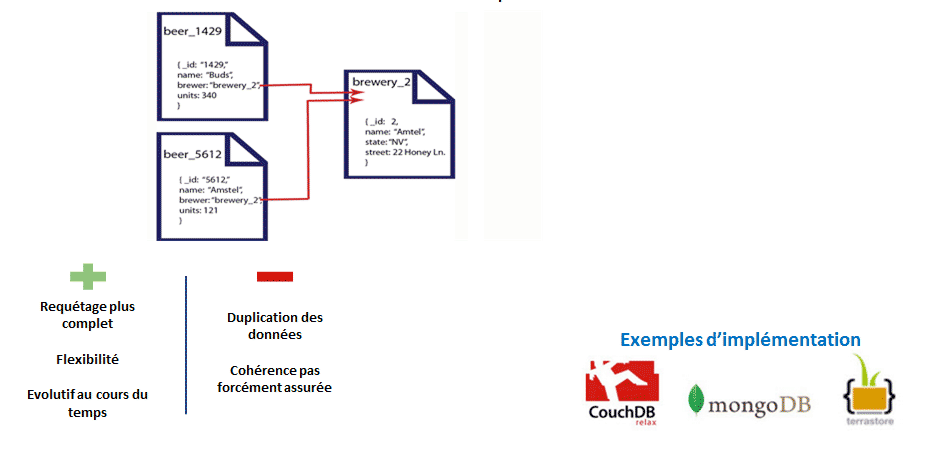 beer_1429
{ _id: "1429,"
name: "Buds",
brewer: "brewery_2",
units: 340
}
brewery_2
{ _id: 2,
name: "Amtel",
state: "NV",
street: 22 Honey Ln.
}
beer_5612
{ _id: "5612,"
name: "Amstel",
brewer: "brewery_2",
units: 121
}
Requétage plus
complet
Flexibilité
Evolutif au cours du
temps
Duplication des
données
Cohérence pas
forcément assurée
Exemples d'implémentation
CouchDB
relax
mongoDB
terrastore